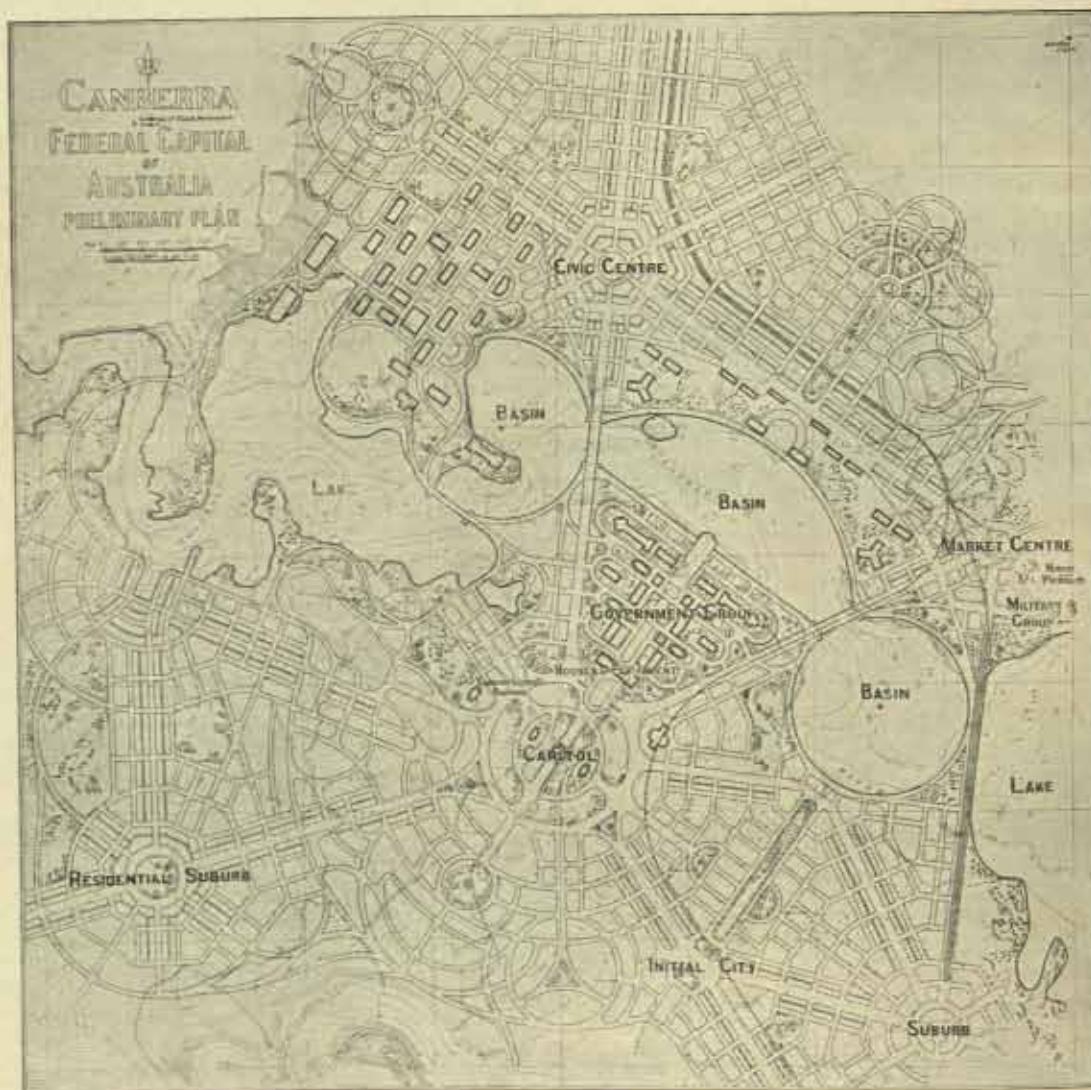 CANBERRA
FEDERAL CAPITAL
OF
AUSTRALIA
PRELIMINARY PLAN
CIVIC CENTRE
BASIN
BASIN
LAKE
MARKET CENTRE
MILITARY
GROUP
GOVERNMENT GROUP
BASIN
CAPITOL
LAKE
RESIDENTIAL SUBURB
INITIAL CITY
SUBURB